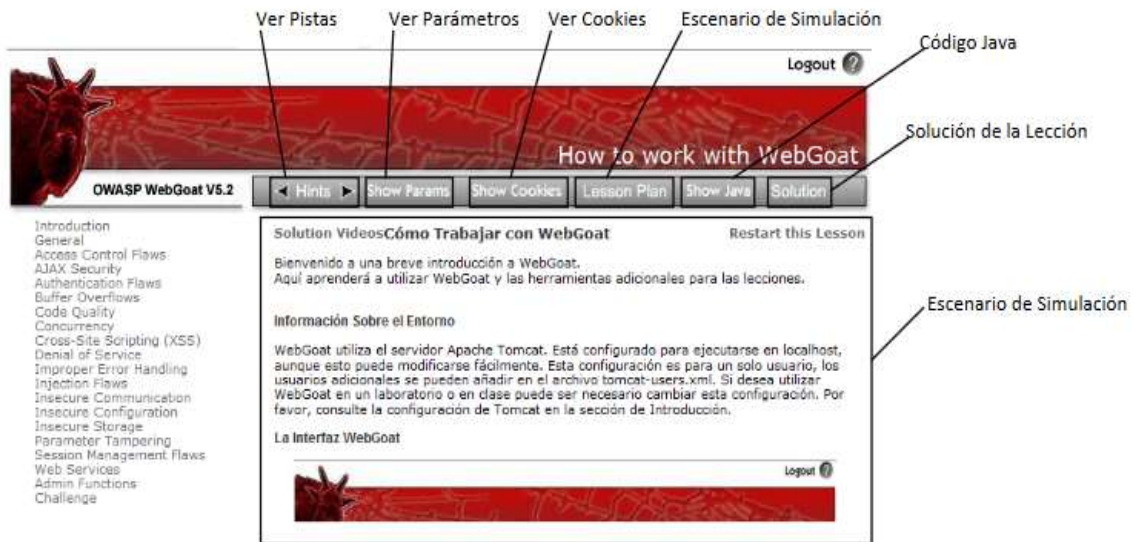 Ver Pistas
Ver Parámetros
Ver Cookies
Escenario de Simulación
Código Java
Logout ?
Solución de la Lección
How to work with WebGoat
OWASP WebGoat V5.2
◄ Hints ►
Show Params
Show Cookies
Lesson Plan
Show Java
Solution
Introduction
General
Access Control Flaws
AJAX Security
Authentication Flaws
Buffer Overflows
Code Quality
Concurrency
Cross-Site Scripting (XSS)
Denial of Service
Improper Error Handling
Injection Flaws
Insecure Communication
Insecure Configuration
Insecure Storage
Parameter Tampering
Session Management Flaws
Web Services
Admin Functions
Challenge
Solution VideosCómo Trabajar con WebGoat
Restart this Lesson
Bienvenido a una breve introducción a WebGoat.
Aquí aprenderá a utilizar WebGoat y las herramientas adicionales para las lecciones.
Información Sobre el Entorno
WebGoat utiliza el servidor Apache Tomcat. Está configurado para ejecutarse en localhost,
aunque esto puede modificarse fácilmente. Esta configuración es para un solo usuario, los
usuarios adicionales se pueden añadir en el archivo tomcat-users.xml. Si desea utilizar
WebGoat en un laboratorio o en clase puede ser necesario cambiar esta configuración. Por
favor, consulte la configuración de Tomcat en la sección de Introducción.
La Interfaz WebGoat
Logout ?
Escenario de Simulación